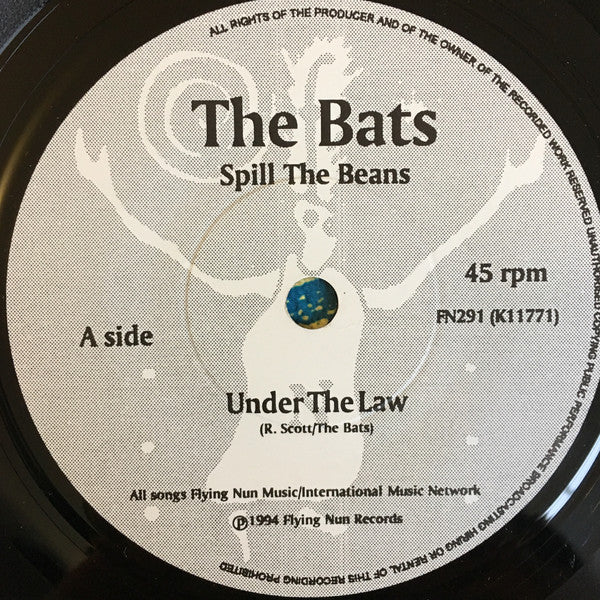 ALL RIGHTS OF THE PRODUCER AND OF THE OWNER OF THE RECORDED WORK RESERVED UNAUTHORISED COPYING PUBLIC PERFORMANCE BROADCASTING HIRING OR RENTAL OF THIS RECORDING PROHIBITED
The Bats
Spill The Beans
45 rpm
FN291 (K11771)
A side
Under The Law
(R. Scott/The Bats)
All songs Flying Nun Music/International Music Network
℗1994 Flying Nun Records